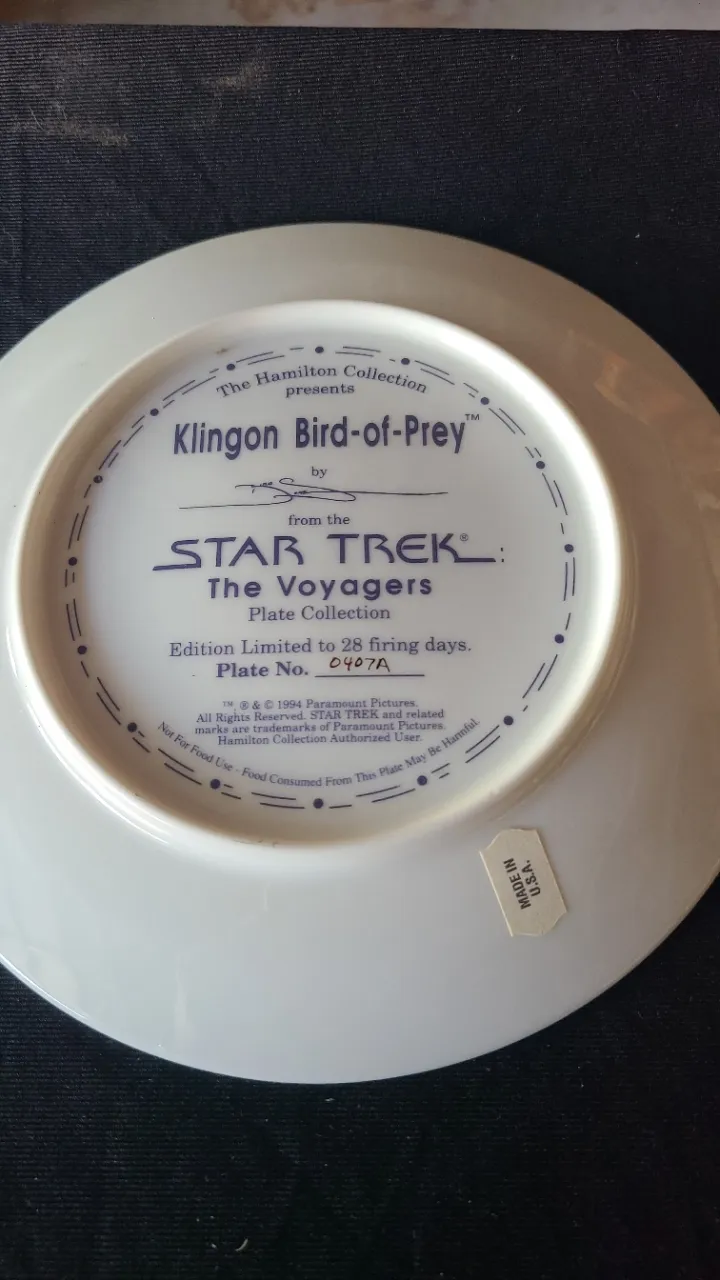 The Hamilton Collection
presents
Klingon Bird-of-Prey™
by
from the
STAR TREK®:
The Voyagers
Plate Collection
Edition Limited to 28 firing days.
Plate No. 0407A
™ ® & © 1994 Paramount Pictures.
All Rights Reserved. STAR TREK and related
marks are trademarks of Paramount Pictures.
Hamilton Collection Authorized User.
Not For Food Use - Food Consumed From This Plate May Be Harmful.
MADE IN
U.S.A.